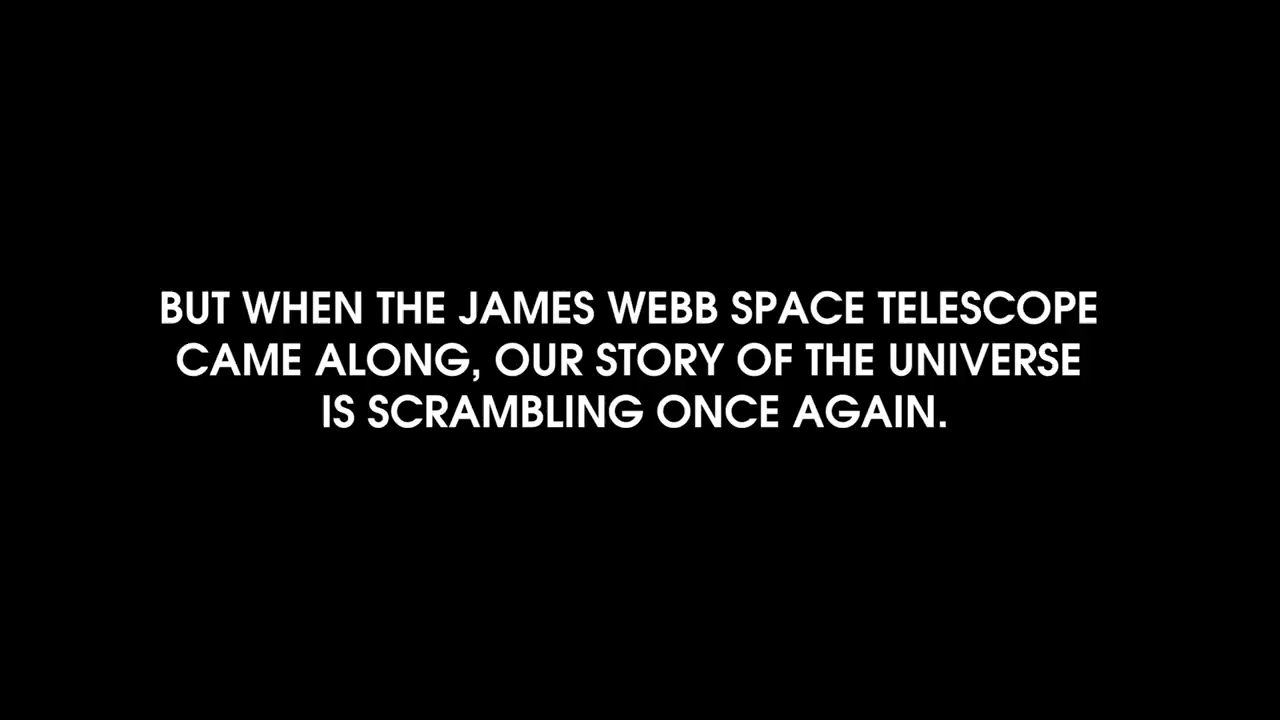 BUT WHEN THE JAMES WEBB SPACE TELESCOPE
CAME ALONG, OUR STORY OF THE UNIVERSE
IS SCRAMBLING ONCE AGAIN.